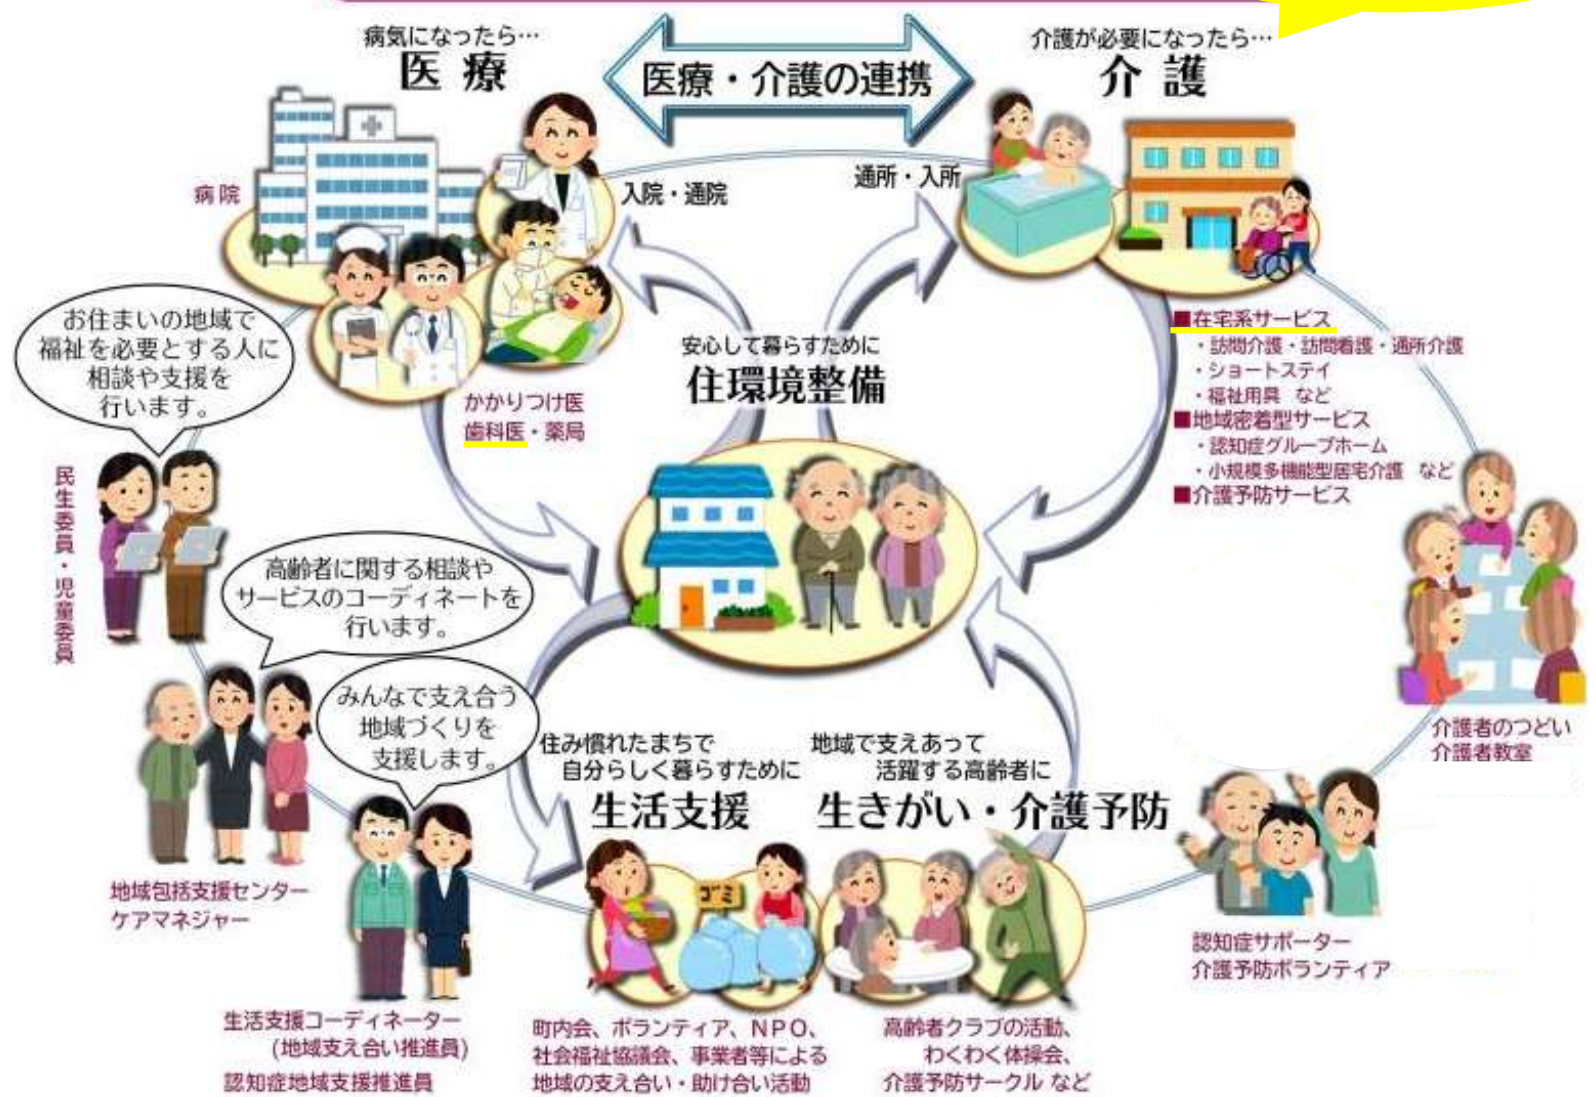 病気になったら…
医療
医療・介護の連携
介護が必要になったら…
介護
病院
入院・通院
通所・入所
お住まいの地域で
福祉を必要とする人に
相談や支援を
行います。
かかりつけ医
歯科医・薬局
安心して暮らすために
住環境整備
■在宅系サービス
・訪問介護・訪問看護・通所介護
・ショートステイ
・福祉用具 など
■地域密着型サービス
・認知症グループホーム
・小規模多機能型居宅介護 など
■介護予防サービス
民生委員・児童委員
高齢者に関する相談や
サービスのコーディネートを
行います。
みんなで支え合う
地域づくりを
支援します。
介護者のつどい
介護者教室
住み慣れたまちで
自分らしく暮らすために
生活支援
地域で支えあって
活躍する高齢者に
生きがい・介護予防
ゴミ
地域包括支援センター
ケアマネジャー
認知症サポーター
介護予防ボランティア
生活支援コーディネーター
(地域支え合い推進員)
認知症地域支援推進員
町内会、ボランティア、NPO、
社会福祉協議会、事業者等による
地域の支え合い・助け合い活動
高齢者クラブの活動、
わくわく体操会、
介護予防サークル など